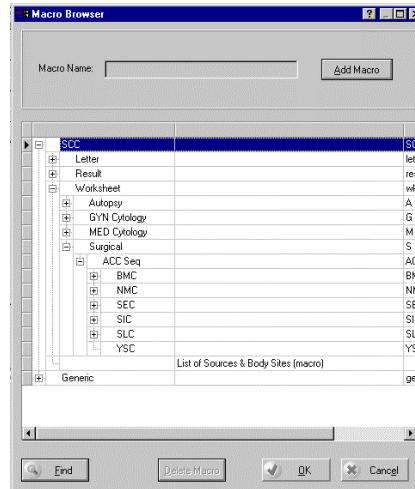 Macro Browser
Macro Name:
Add Macro
SCC
Letter
Result
Worksheet
Autopsy A
GYN Cytology G
MED Cytology M
Surgical S
ACC Seq
BMC
NMC
SEC
SIC
SLC
YSC
List of Sources & Body Sites (macro)
Generic
Find
Delete Macro
OK
Cancel